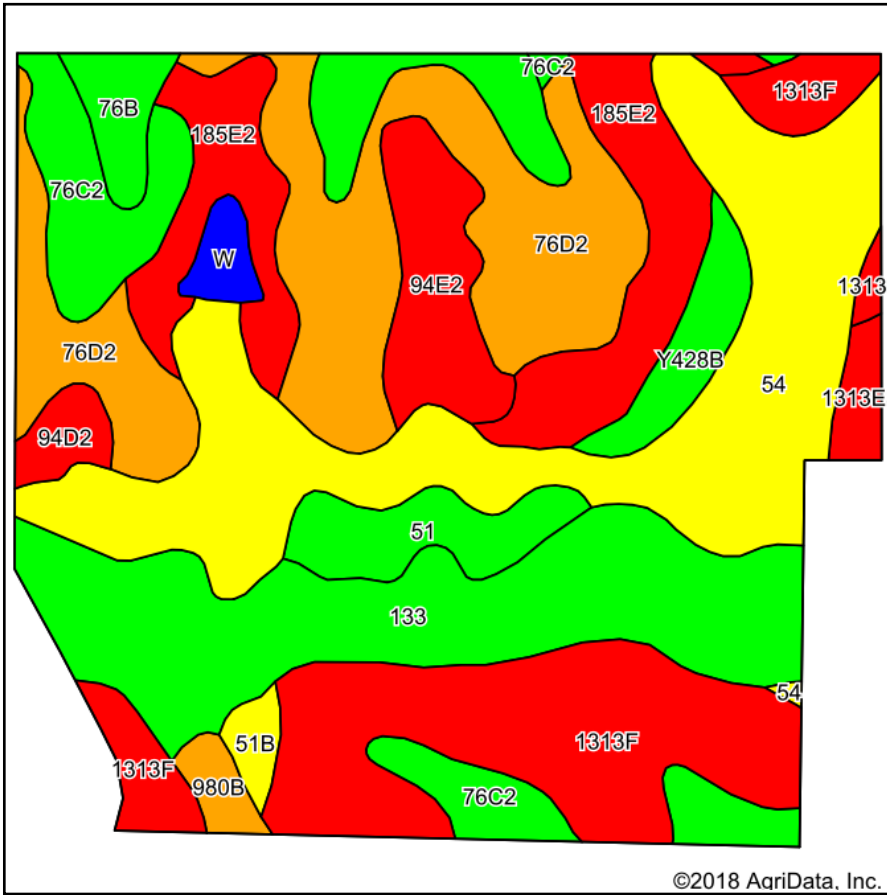 76C2
76B
1313F
185E2
185E2
76C2
76D2
W
94E2
1313
76D2
Y428B
54
1313E
94D2
51
133
54
51B
1313F
1313F
980B
76C2
©2018 AgriData, Inc.